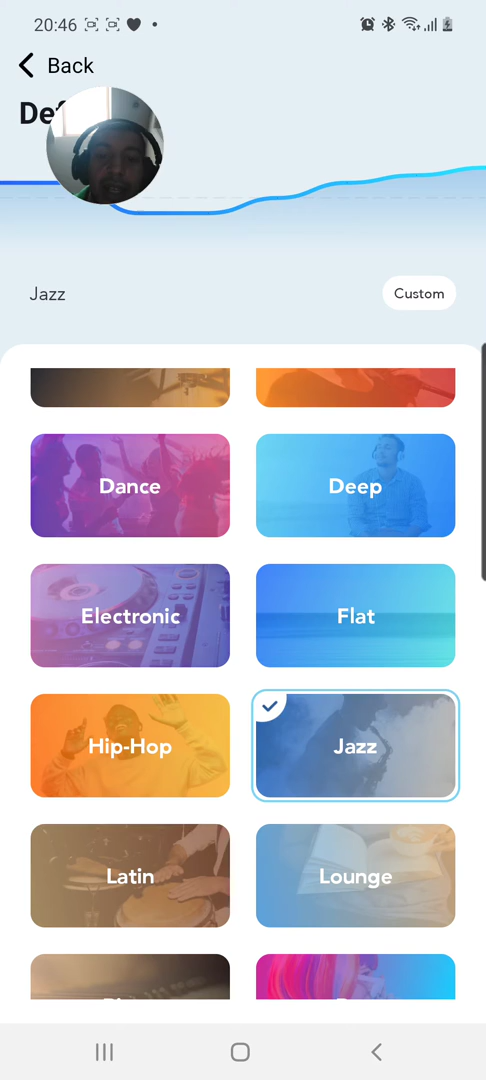 20:46
Back
Jazz
Custom
Dance
Deep
Electronic
Flat
Hip-Hop
Jazz
Latin
Lounge